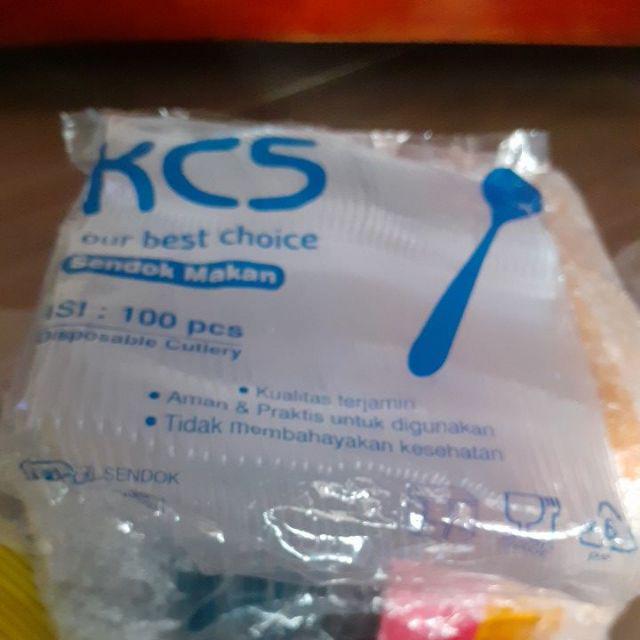 KCS
our best choice
Sendok Makan
ISI : 100 pcs
Disposable Cutlery
• Kualitas terjamin
• Aman & Praktis untuk digunakan
• Tidak membahayakan kesehatan
SENDOK